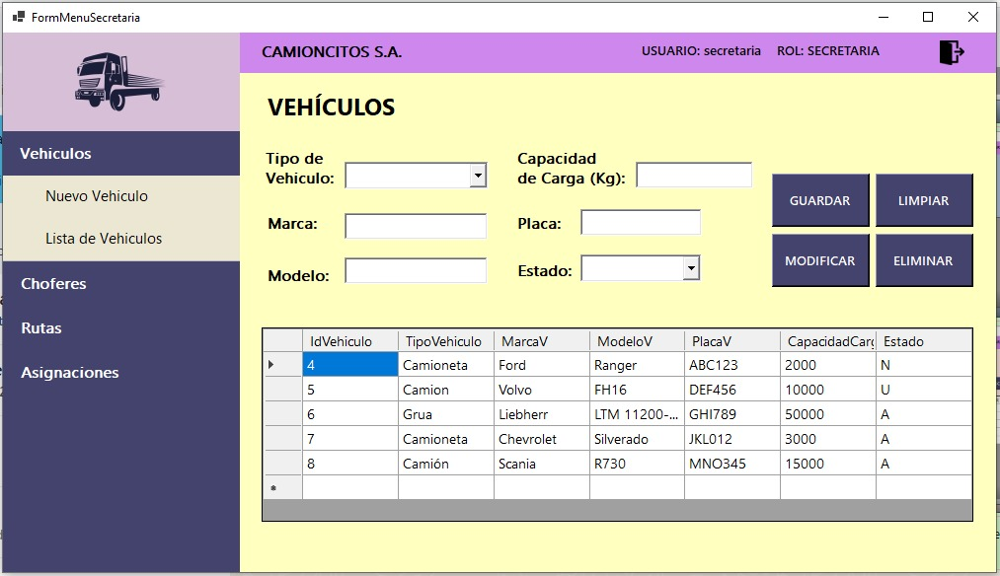 FormMenuSecretaria
CAMIONCITOS S.A. USUARIO: secretaria ROL: SECRETARIA
Vehiculos
Nuevo Vehiculo
Lista de Vehiculos
Choferes
Rutas
Asignaciones
VEHÍCULOS
Tipo de
Vehiculo:
Marca:
Modelo:
Capacidad
de Carga (Kg):
Placa:
Estado:
GUARDAR LIMPIAR
MODIFICAR ELIMINAR
IdVehiculo TipoVehiculo MarcaV ModeloV PlacaV CapacidadCarg Estado
4 Camioneta Ford Ranger ABC123 2000 N
5 Camion Volvo FH16 DEF456 10000 U
6 Grua Liebherr LTM 11200-... GHI789 50000 A
7 Camioneta Chevrolet Silverado JKL012 3000 A
8 Camión Scania R730 MNO345 15000 A